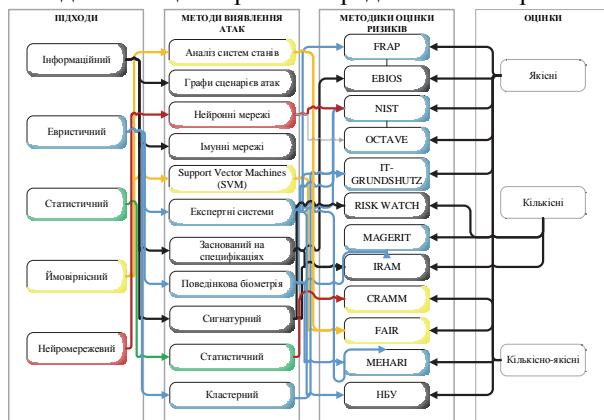 ПІДХОДИ
МЕТОДИ ВИЯВЛЕННЯ
АТАК
МЕТОДИКИ ОЦІНКИ
РИЗИКІВ
ОЦІНКИ
Інформаційний
Евристичний
Статистичний
Ймовірнісний
Нейромережевий
Аналіз систем станів
Графи сценаріев атак
Нейронні мережі
Імунні мережі
Support Vector Machines
(SVM)
Експертні системи
Заснований на
специфікаціях
Поведінкова біометрія
Сигнатурний
Статистичний
Кластерний
FRAP
EBIOS
NIST
OCTAVE
IT-
GRUNDSHUTZ
RISK WATCH
MAGERIT
IRAM
CRAMM
FAIR
MEHARI
НБУ
Якісні
Кількісні
Кількісно-якісні